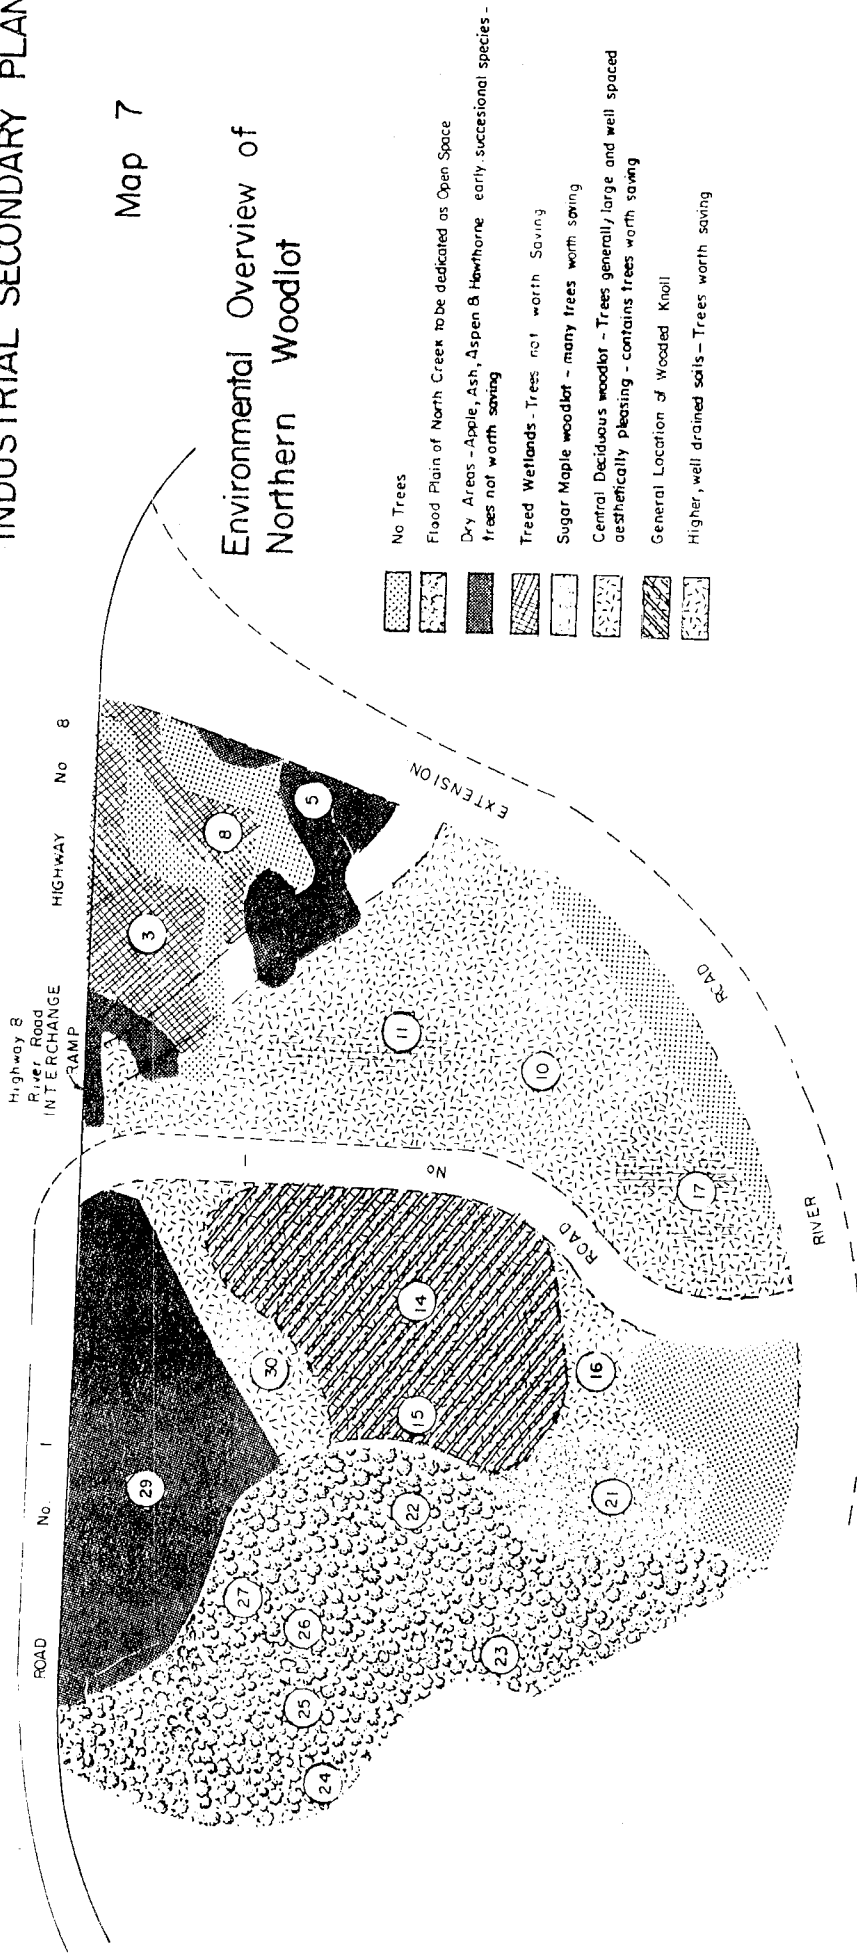 INDUSTRIAL SECONDARY PLAN
Map 7
Environmental Overview of
Northern Woodlot
No Trees
Flood Plain of North Creek to be dedicated as Open Space
Dry Areas - Apple, Ash, Aspen & Hawthorne early succesional species -
trees not worth saving
Treed Wetlands - Trees not worth Saving
Sugar Maple woodlot - many trees worth saving
Central Deciduous woodlot - Trees generally large and well spaced
aesthetically pleasing - contains trees worth saving
General Location of Wooded Knoll
Higher, well drained soils - Trees worth saving
Highway 8
River Road
INTERCHANGE
RAMP
HIGHWAY No 8
ROAD No. 1
ROAD No 1
RIVER ROAD EXTENSION
3
8
5
11
10
17
14
15
30
16
29
22
21
27
26
23
25
24